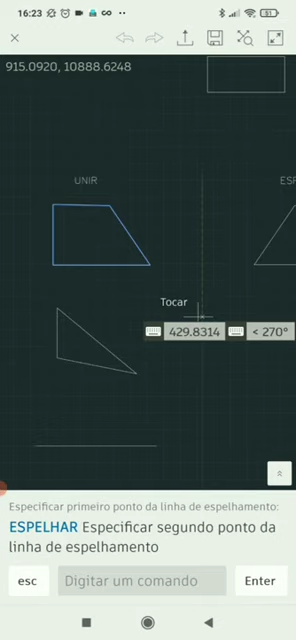 16:23
51
915.0920, 10888.6248
UNIR
ESP
Tocar
429.8314
< 270°
Especificar primeiro ponto da linha de espelhamento:
ESPELHAR Especificar segundo ponto da
linha de espelhamento
esc
Digitar um comando
Enter